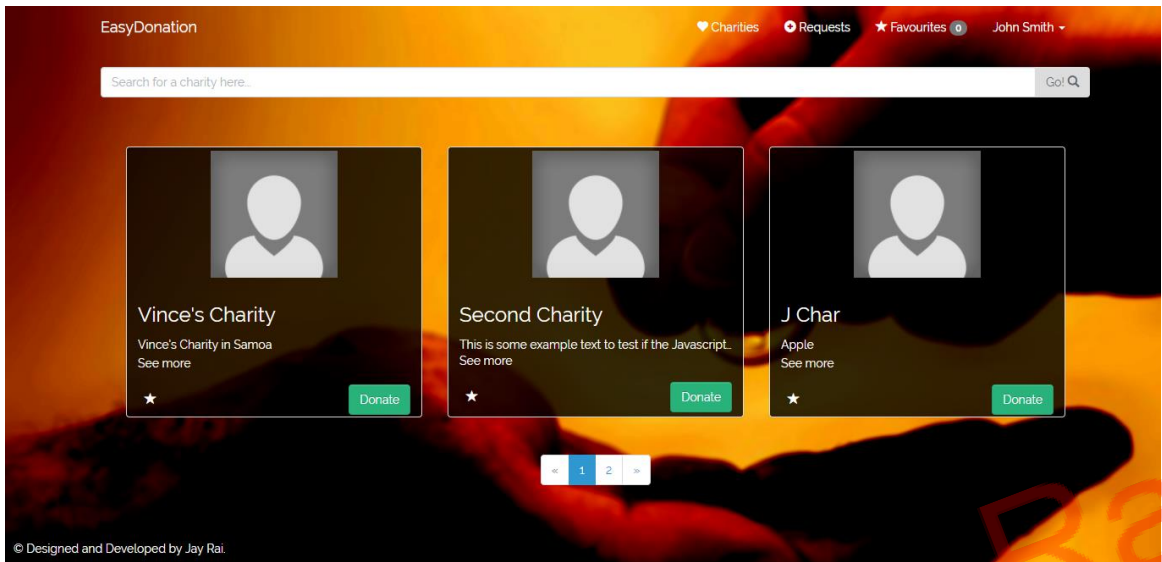 EasyDonation
Charities
Requests
Favourites 0
John Smith
Search for a charity here...
Go!
Vince's Charity
Vince's Charity in Samoa
See more
Donate
Second Charity
This is some example text to test if the Javascript...
See more
Donate
J Char
Apple
See more
Donate
« 1 2 »
© Designed and Developed by Jay Rai.
Ra